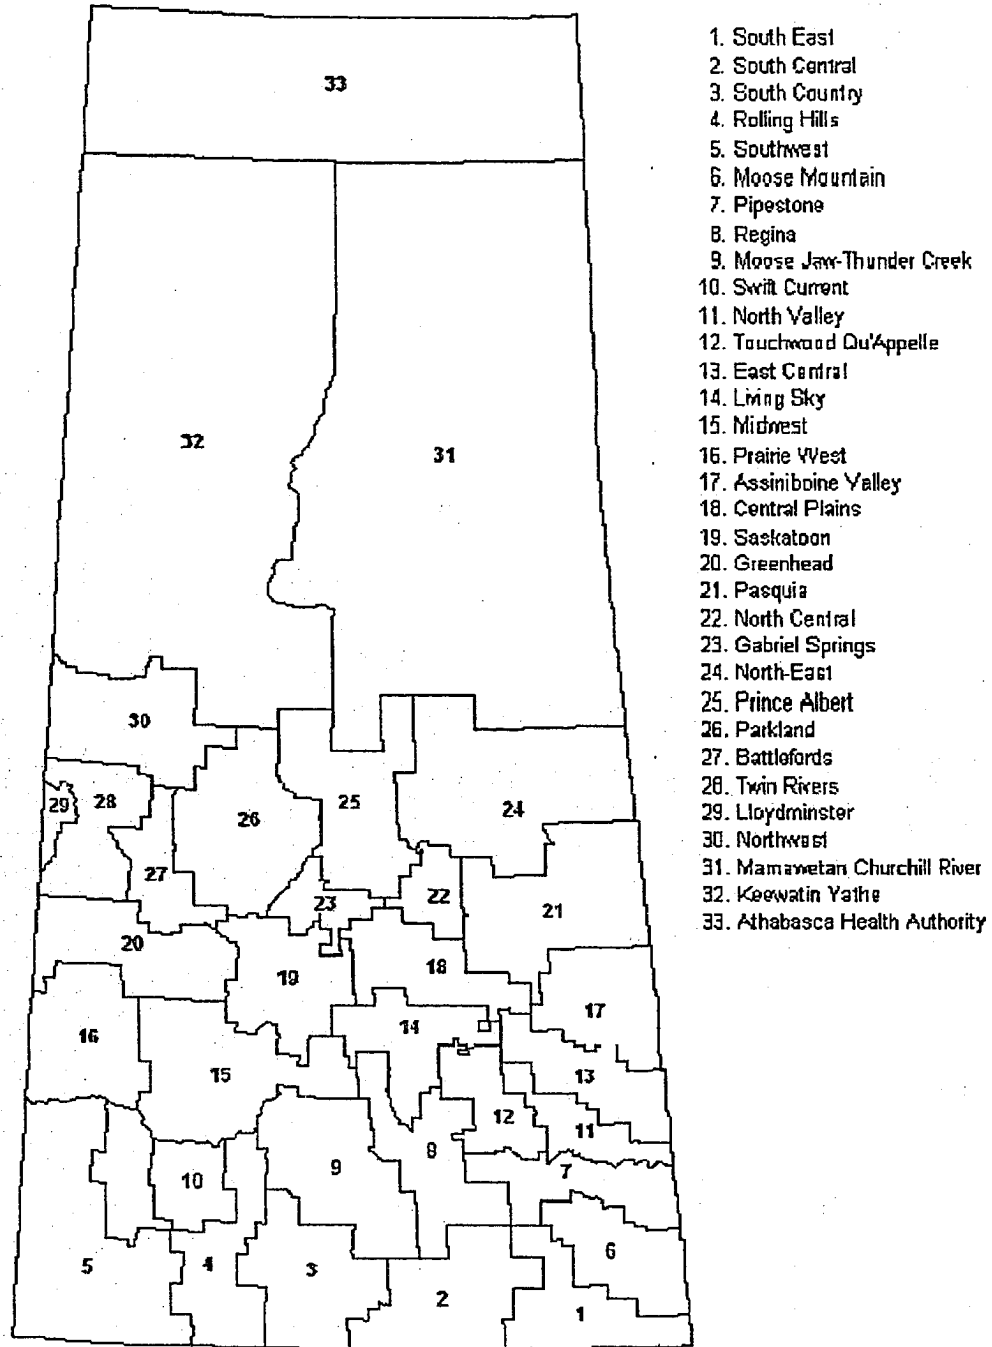 33
32
31
30
29
28
25
26
24
27
22
23
21
20
18
19
17
14
16
15
13
12
11
8
9
7
10
6
5
4
3
2
1
1. South East
2. South Central
3. South Country
4. Rolling Hills
5. Southwest
6. Moose Mountain
7. Pipestone
8. Regina
9. Moose Jaw-Thunder Creek
10. Swift Current
11. North Valley
12. Touchwood Qu'Appelle
13. East Central
14. Living Sky
15. Midwest
16. Prairie West
17. Assiniboine Valley
18. Central Plains
19. Saskatoon
20. Greenhead
21. Pasquia
22. North Central
23. Gabriel Springs
24. North-East
25. Prince Albert
26. Parkland
27. Battlefords
28. Twin Rivers
29. Lloydminster
30. Northwest
31. Mamawetan Churchill River
32. Keewatin Yathe
33. Athabasca Health Authority